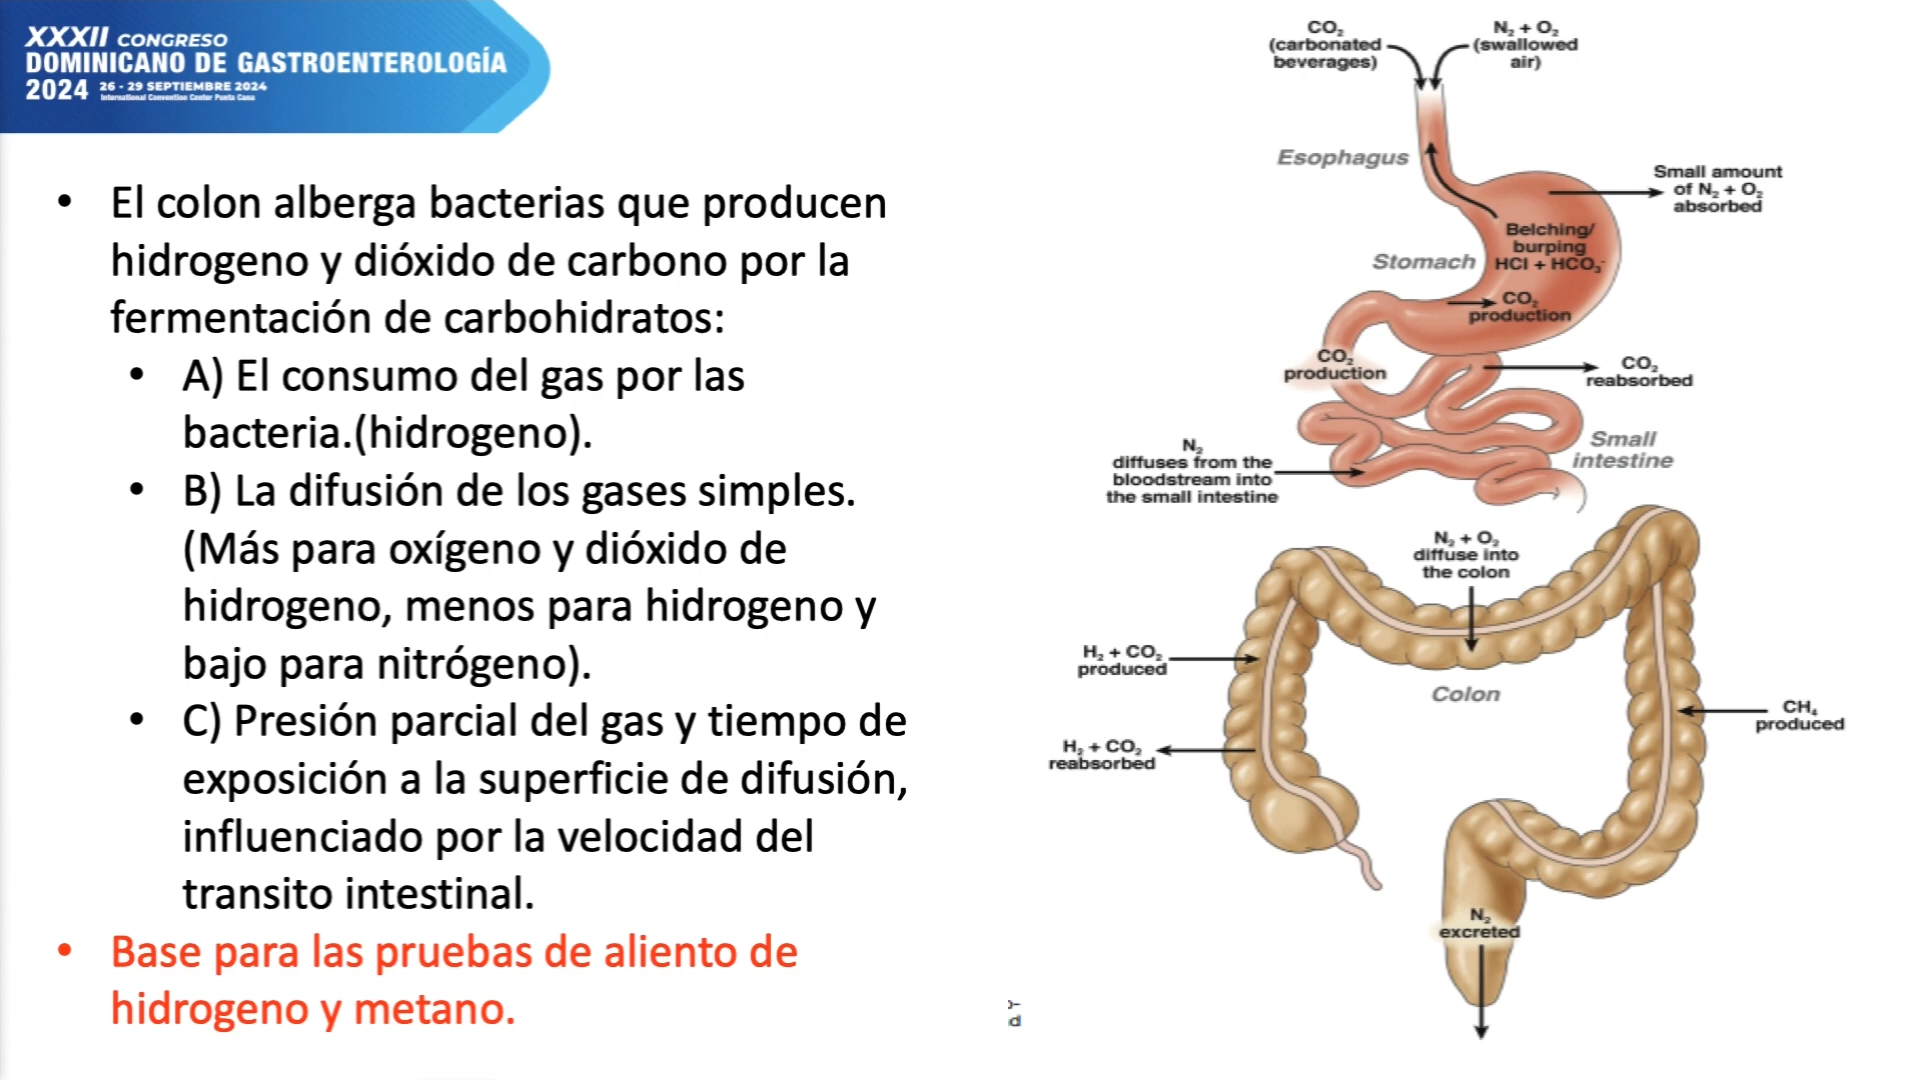 XXXII CONGRESO
DOMINICANO DE GASTROENTEROLOGÍA
2024 26 - 29 SEPTIEMBRE 2024
International Convention Center Punta Cana
• El colon alberga bacterias que producen
hidrogeno y dióxido de carbono por la
fermentación de carbohidratos:
• A) El consumo del gas por las
bacteria.(hidrogeno).
• B) La difusión de los gases simples.
(Más para oxígeno y dióxido de
hidrogeno, menos para hidrogeno y
bajo para nitrógeno).
• C) Presión parcial del gas y tiempo de
exposición a la superficie de difusión,
influenciado por la velocidad del
transito intestinal.
• Base para las pruebas de aliento de
hidrogeno y metano.
CO₂
(carbonated
beverages)
N₂ + O₂
(swallowed
air)
Esophagus
Small amount
of N₂ + O₂
absorbed
Belching/
burping
HCl + HCO₃⁻
Stomach
CO₂
production
CO₂
production
CO₂
reabsorbed
Small
intestine
N₂
diffuses from the
bloodstream into
the small intestine
N₂ + O₂
diffuse into
the colon
H₂ + CO₂
produced
Colon
CH₄
produced
H₂ + CO₂
reabsorbed
N₂
excreted